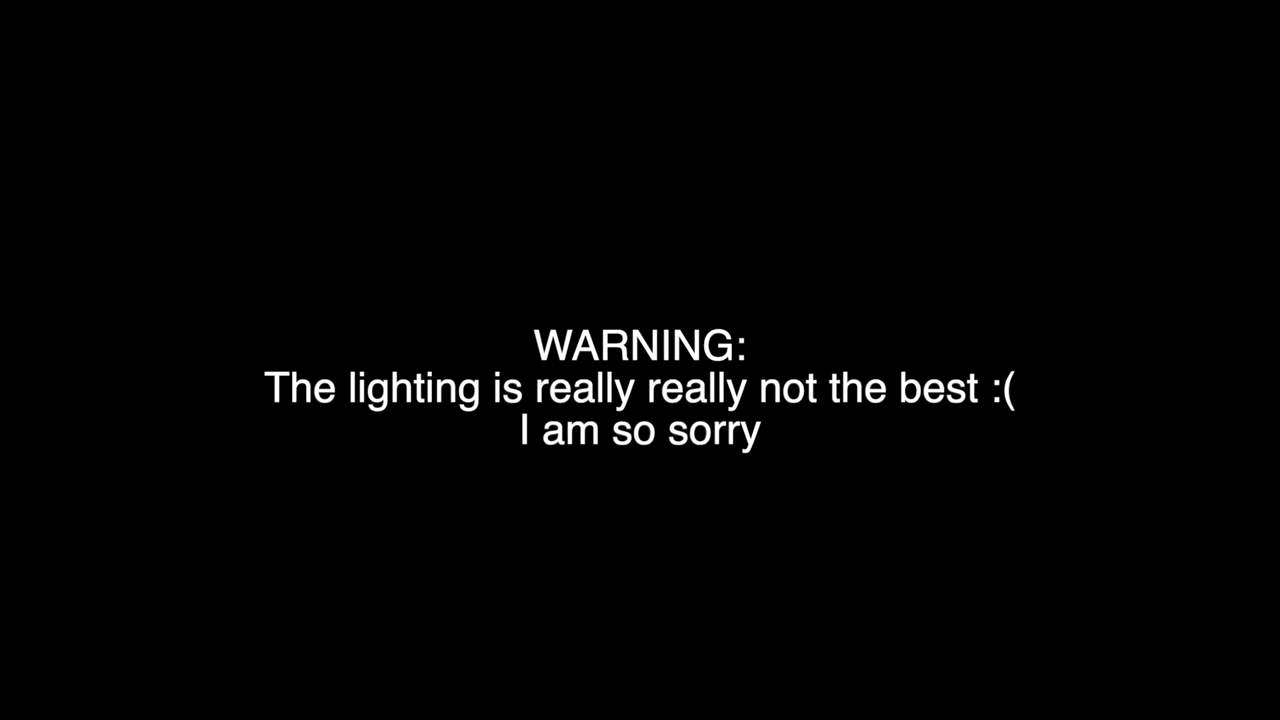 WARNING:
The lighting is really really not the best :(
I am so sorry